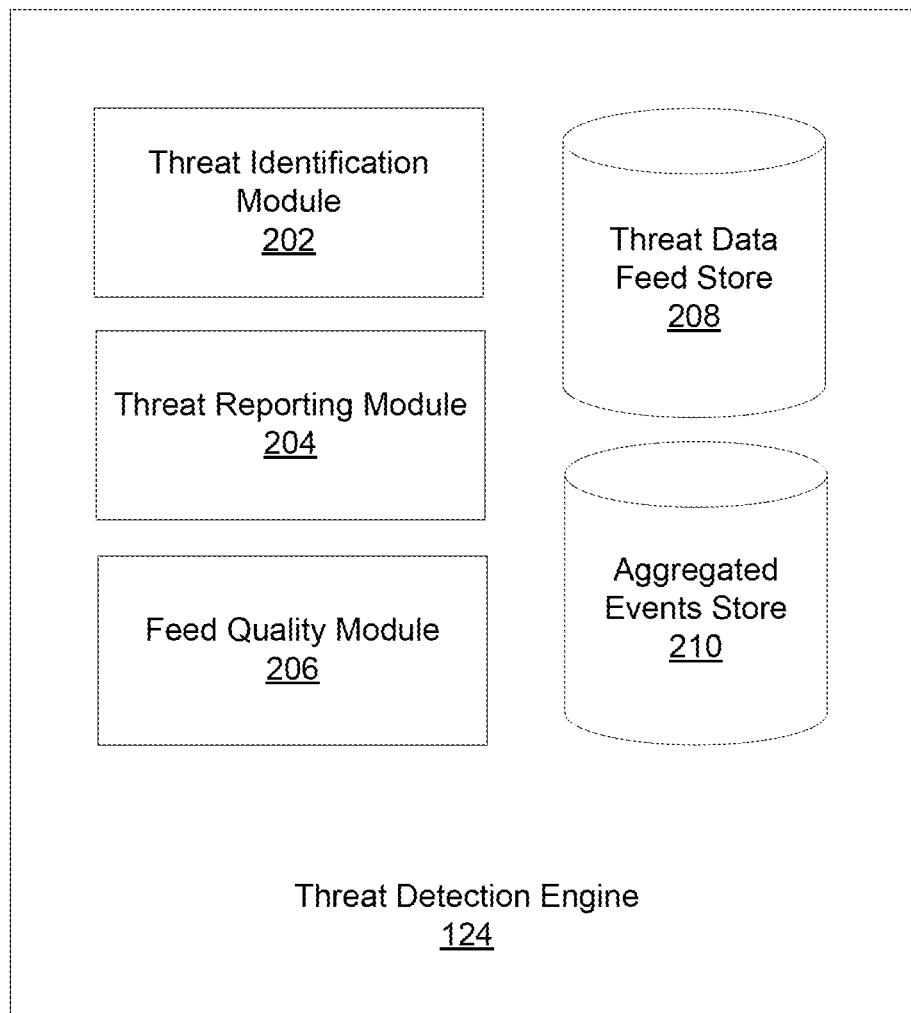 Threat Identification
Module
202
Threat Reporting Module
204
Feed Quality Module
206
Threat Data
Feed Store
208
Aggregated
Events Store
210
Threat Detection Engine
124